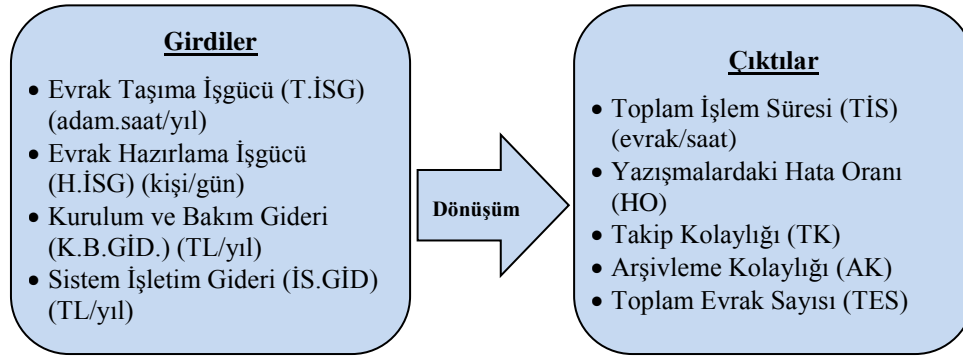 Girdiler
• Evrak Taşıma İşgücü (T.İSG)
(adam.saat/yıl)
• Evrak Hazırlama İşgücü
(H.İSG) (kişi/gün)
• Kurulum ve Bakım Gideri
(K.B.GİD.) (TL/yıl)
• Sistem İşletim Gideri (İS.GİD)
(TL/yıl)
Dönüşüm
Çıktılar
• Toplam İşlem Süresi (TİS)
(evrak/saat)
• Yazışmalardaki Hata Oranı
(HO)
• Takip Kolaylığı (TK)
• Arşivleme Kolaylığı (AK)
• Toplam Evrak Sayısı (TES)